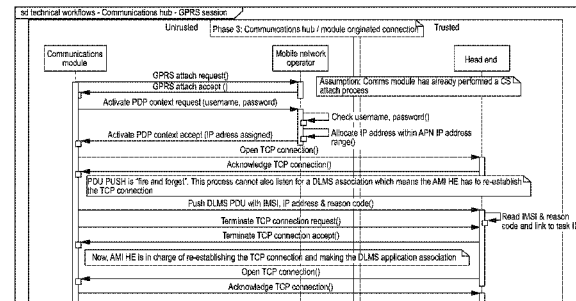 sd technical workflows - Communications hub - GPRS session
Untrusted
Phase 3: Communications hub / module originated connection
Trusted
Communications
module
Mobile network
operator
Head end
GPRS attach request()
GPRS attach accept ()
Assumption: Comms module has already performed a CS
attach process
Activate PDP context request (username, password)
Check username, password()
Allocate IP address within APN IP address
range()
Activate PDP context accept (IP adress assigned)
Open TCP connection()
Acknowledge TCP connection()
PDU PUSH is "fire and forget". This process cannot also listen for a DLMS association which means the AMI HE has to re-establish
the TCP connection
Push DLMS PDU with IMSI, IP address & reason code()
Read IMSI & reason
code and link to task ID
Terminate TCP connection request()
Terminate TCP connection accept()
Now, AMI HE is in charge of re-establishing the TCP connection and making the DLMS application association
Open TCP connection()
Acknowledge TCP connection()